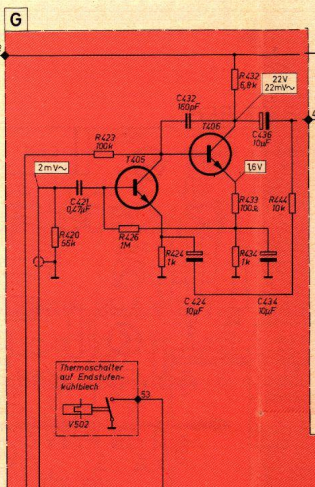 G
R432
6,8k
22V
22mV~
C432
160pF
T406
C436
10µF
R423
100k
T405
2mV~
1,6V
C421
0,47µF
R433
100Ω
R444
10k
R420
56k
R426
1M
R424
1k
R434
1k
C424
10µF
C434
10µF
Thermoschalter
auf Endstufen-
kühlblech
53
V502